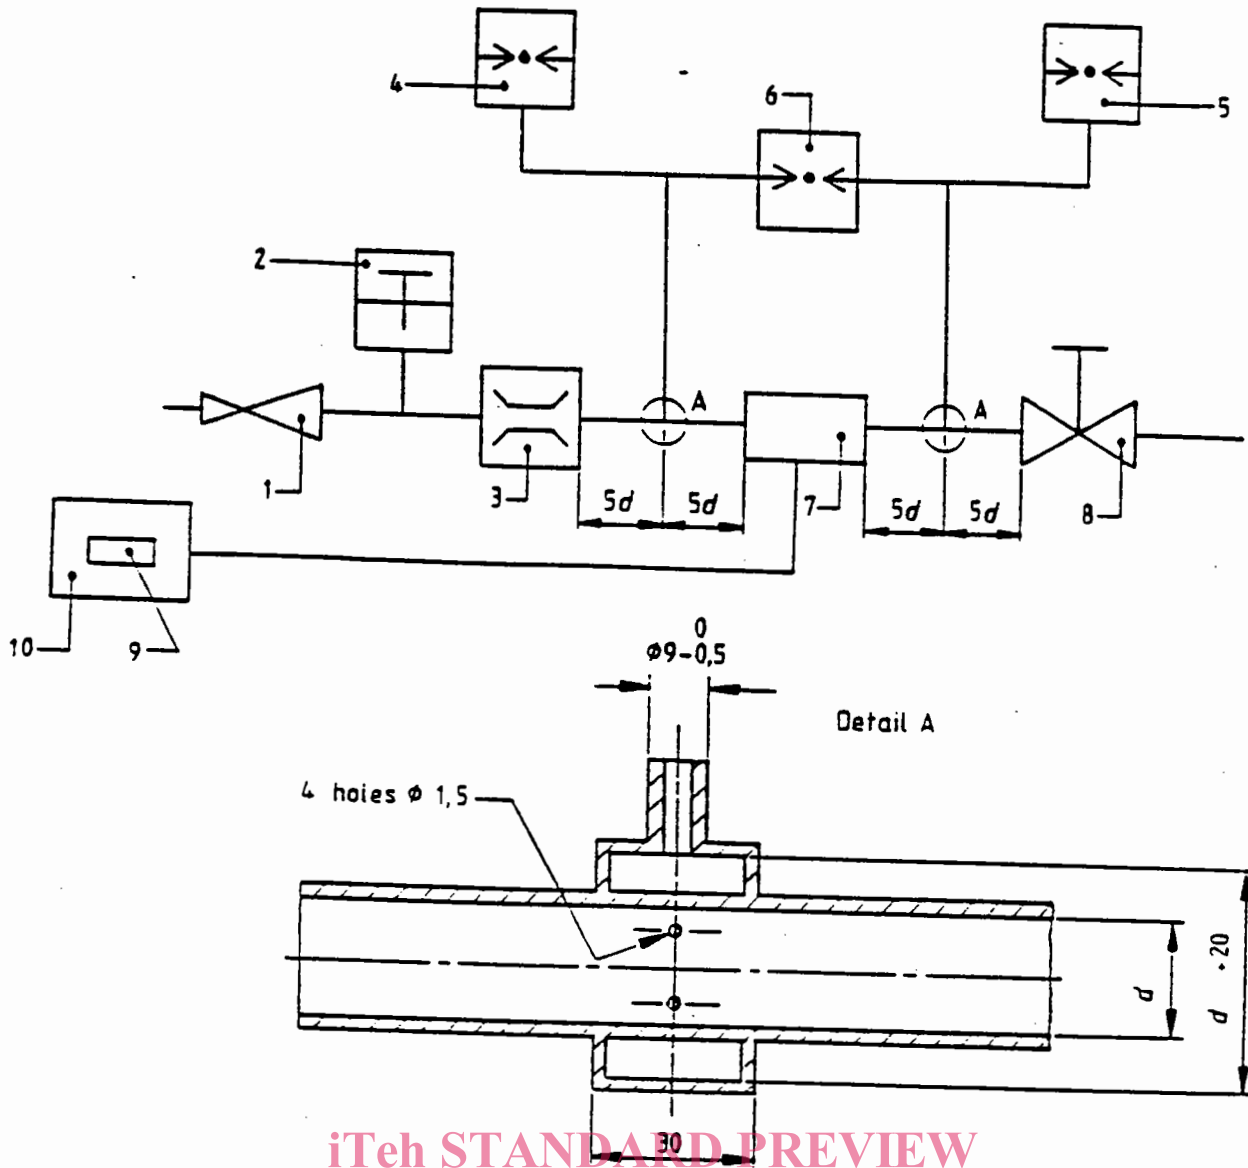 4
5
6
2
A
A
1
3
5d
5d
7
5d
5d
8
10
9
0
Φ9-0,5
Detail A
4 holes Φ 1,5
d
d +20
30
iTeh STANDARD PREVIEW